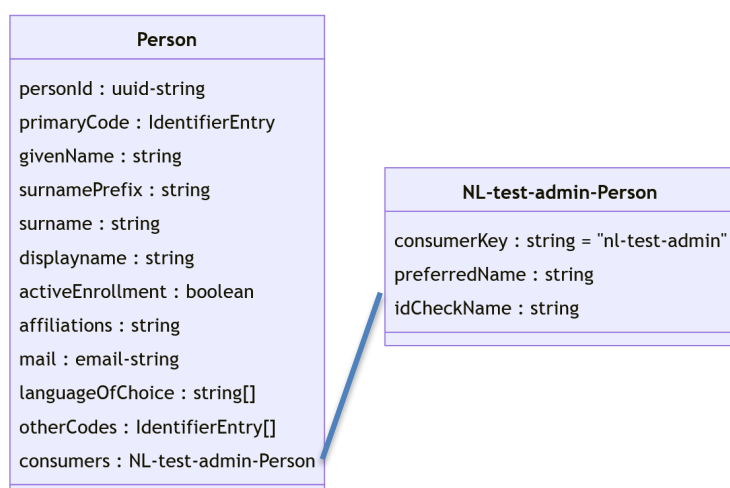 Person
personId : uuid-string
primaryCode : IdentifierEntry
givenName : string
surnamePrefix : string
surname : string
displayname : string
activeEnrollment : boolean
affiliations : string
mail : email-string
languageOfChoice : string[]
otherCodes : IdentifierEntry[]
consumers : NL-test-admin-Person
NL-test-admin-Person
consumerKey : string = "nl-test-admin"
preferredName : string
idCheckName : string